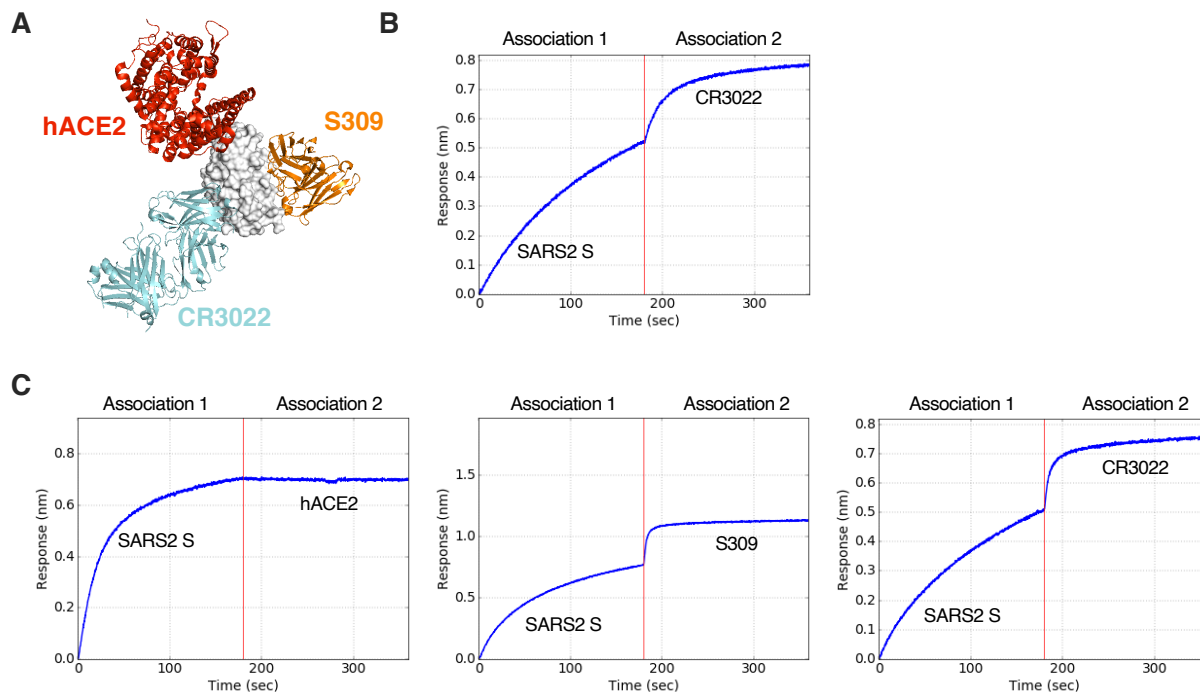 A
hACE2
S309
CR3022
B
Association 1 Association 2
0.8
0.7
0.6
0.5
0.4
0.3
0.2
0.1
0.0
Response (nm)
CR3022
SARS2 S
0 100 200 300
Time (sec)
C
Association 1 Association 2
0.8
0.6
0.4
0.2
0.0
Response (nm)
hACE2
SARS2 S
0 100 200 300
Time (sec)
Association 1 Association 2
1.5
1.0
0.5
0.0
Response (nm)
S309
SARS2 S
0 100 200 300
Time (sec)
Association 1 Association 2
0.8
0.7
0.6
0.5
0.4
0.3
0.2
0.1
0.0
Response (nm)
CR3022
SARS2 S
0 100 200 300
Time (sec)